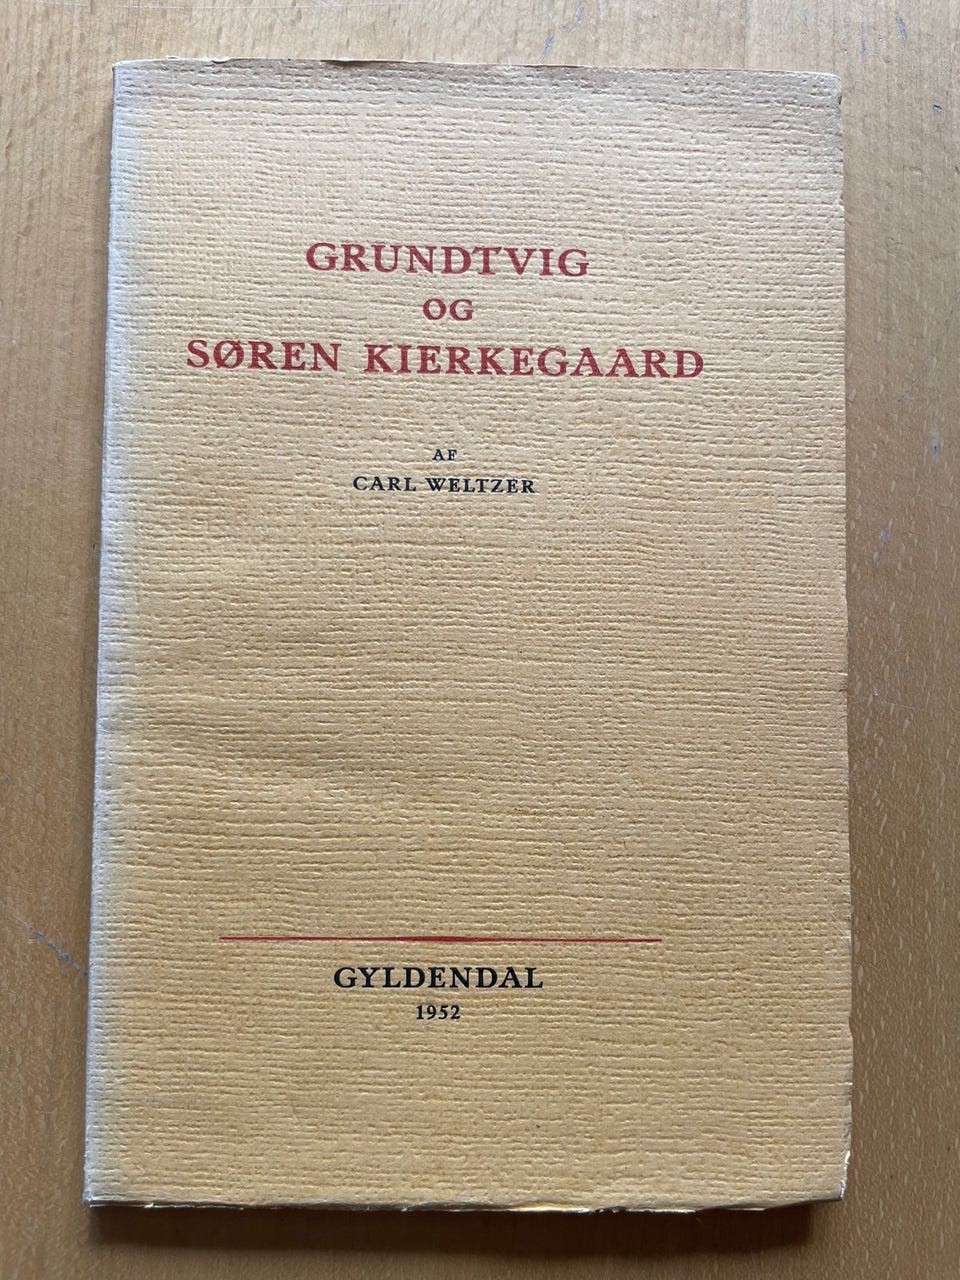 GRUNDTVIG
OG
SØREN KIERKEGAARD
AF
CARL WELTZER
GYLDENDAL
1952